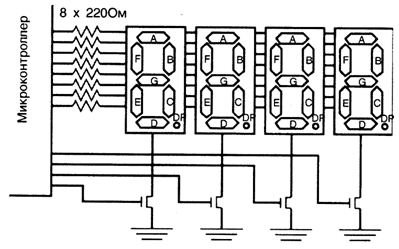 8 x 220Ом
Микроконтроллер
A A A A
F B F B F B F B
G G G G
E C E C E C E C
DP DP DP DP
D D D D